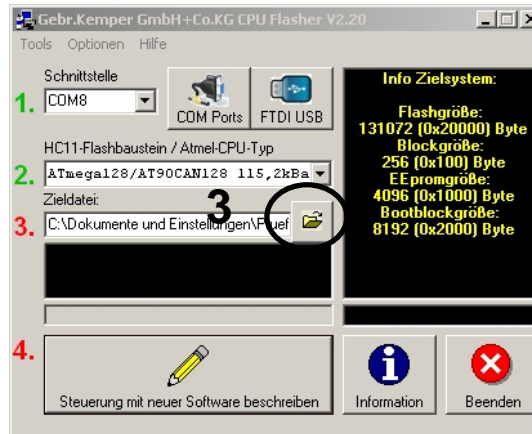 Gebr.Kemper GmbH+Co.KG CPU Flasher V2.20
Tools Optionen Hilfe
Schnittstelle
1. COM8
COM Ports
FTDI USB
HC11-Flashbaustein / Atmel-CPU-Typ
2. ATmega128/AT90CAN128 115,2kBa
Zieldatei:
3. C:\Dokumente und Einstellungen\Pruef
3
4. Steuerung mit neuer Software beschreiben
Information
Beenden
Info Zielsystem:
Flashgröße:
131072 (0x20000) Byte
Blockgröße:
256 (0x100) Byte
EEpromgröße:
4096 (0x1000) Byte
Bootblockgröße:
8192 (0x2000) Byte